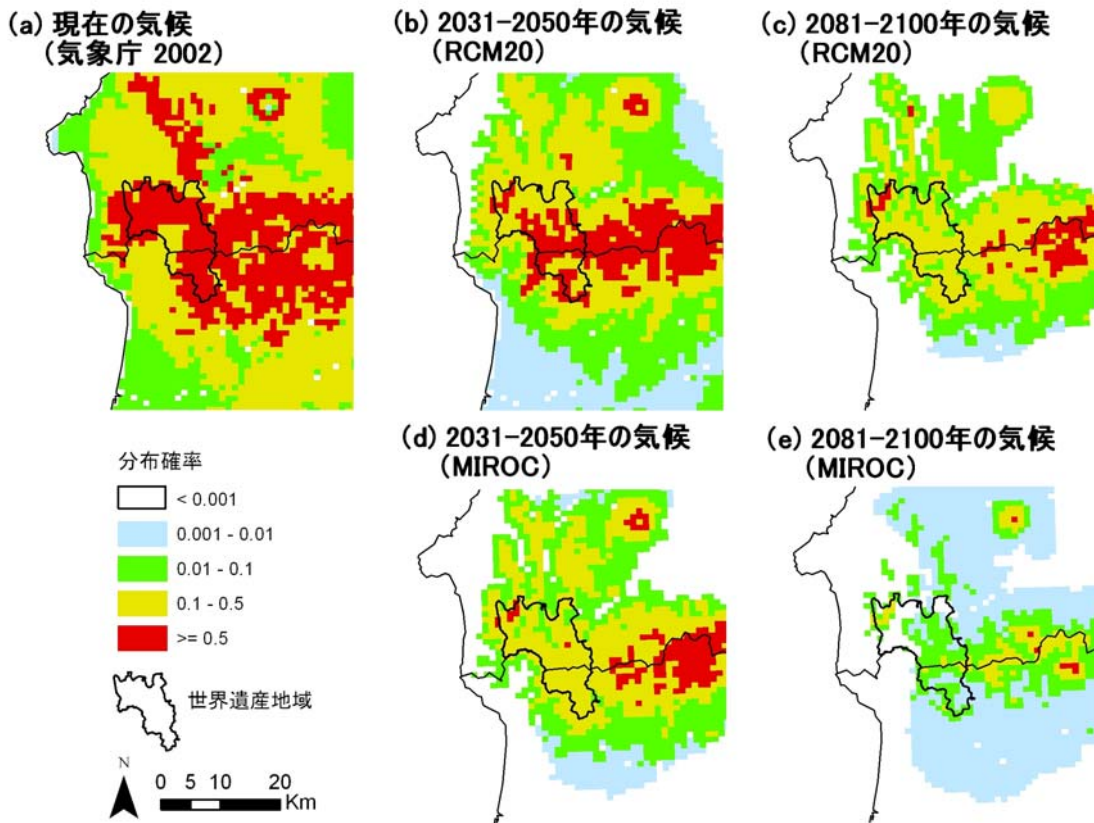 (a) 現在の気候
(気象庁 2002)
(b) 2031-2050年の気候
(RCM20)
(c) 2081-2100年の気候
(RCM20)
(d) 2031-2050年の気候
(MIROC)
(e) 2081-2100年の気候
(MIROC)
分布確率
< 0.001
0.001 - 0.01
0.01 - 0.1
0.1 - 0.5
>= 0.5
世界遺産地域
N
0 5 10 20
Km